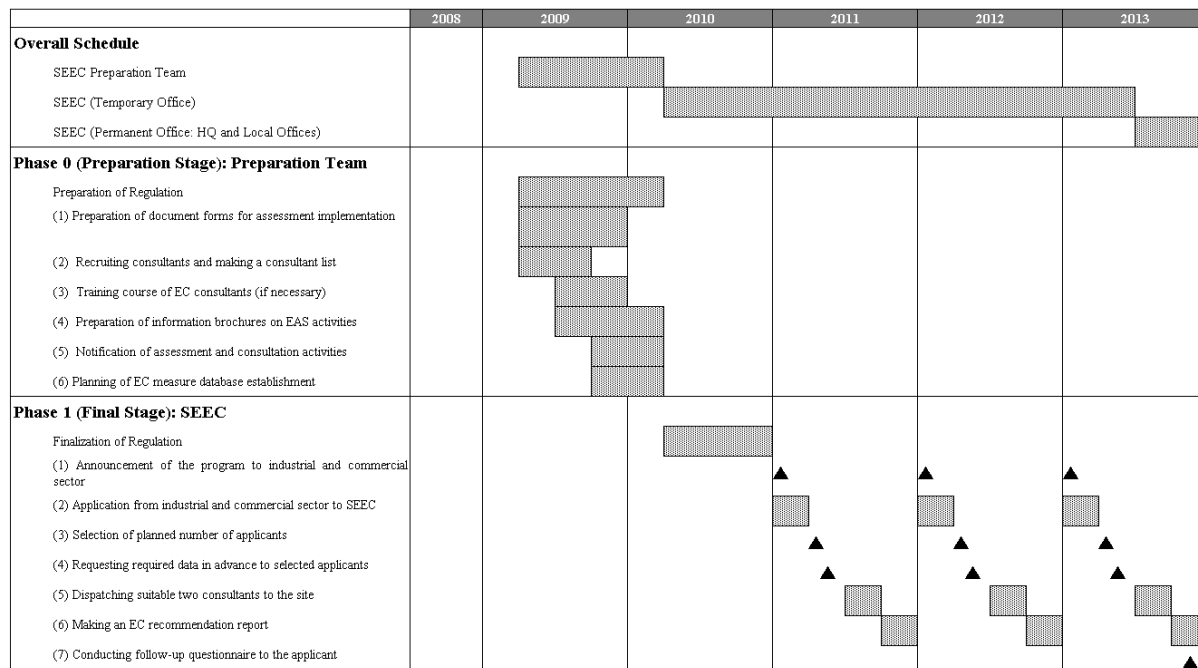 2008 2009 2010 2011 2012 2013
Overall Schedule
SEEC Preparation Team
SEEC (Temporary Office)
SEEC (Permanent Office: HQ and Local Offices)
Phase 0 (Preparation Stage): Preparation Team
Preparation of Regulation
(1) Preparation of document forms for assessment implementation
(2) Recruiting consultants and making a consultant list
(3) Training course of EC consultants (if necessary)
(4) Preparation of information brochures on EAS activities
(5) Notification of assessment and consultation activities
(6) Planning of EC measure database establishment
Phase 1 (Final Stage): SEEC
Finalization of Regulation
(1) Announcement of the program to industrial and commercial
sector
(2) Application from industrial and commercial sector to SEEC
(3) Selection of planned number of applicants
(4) Requesting required data in advance to selected applicants
(5) Dispatching suitable two consultants to the site
(6) Making an EC recommendation report
(7) Conducting follow-up questionnaire to the applicant